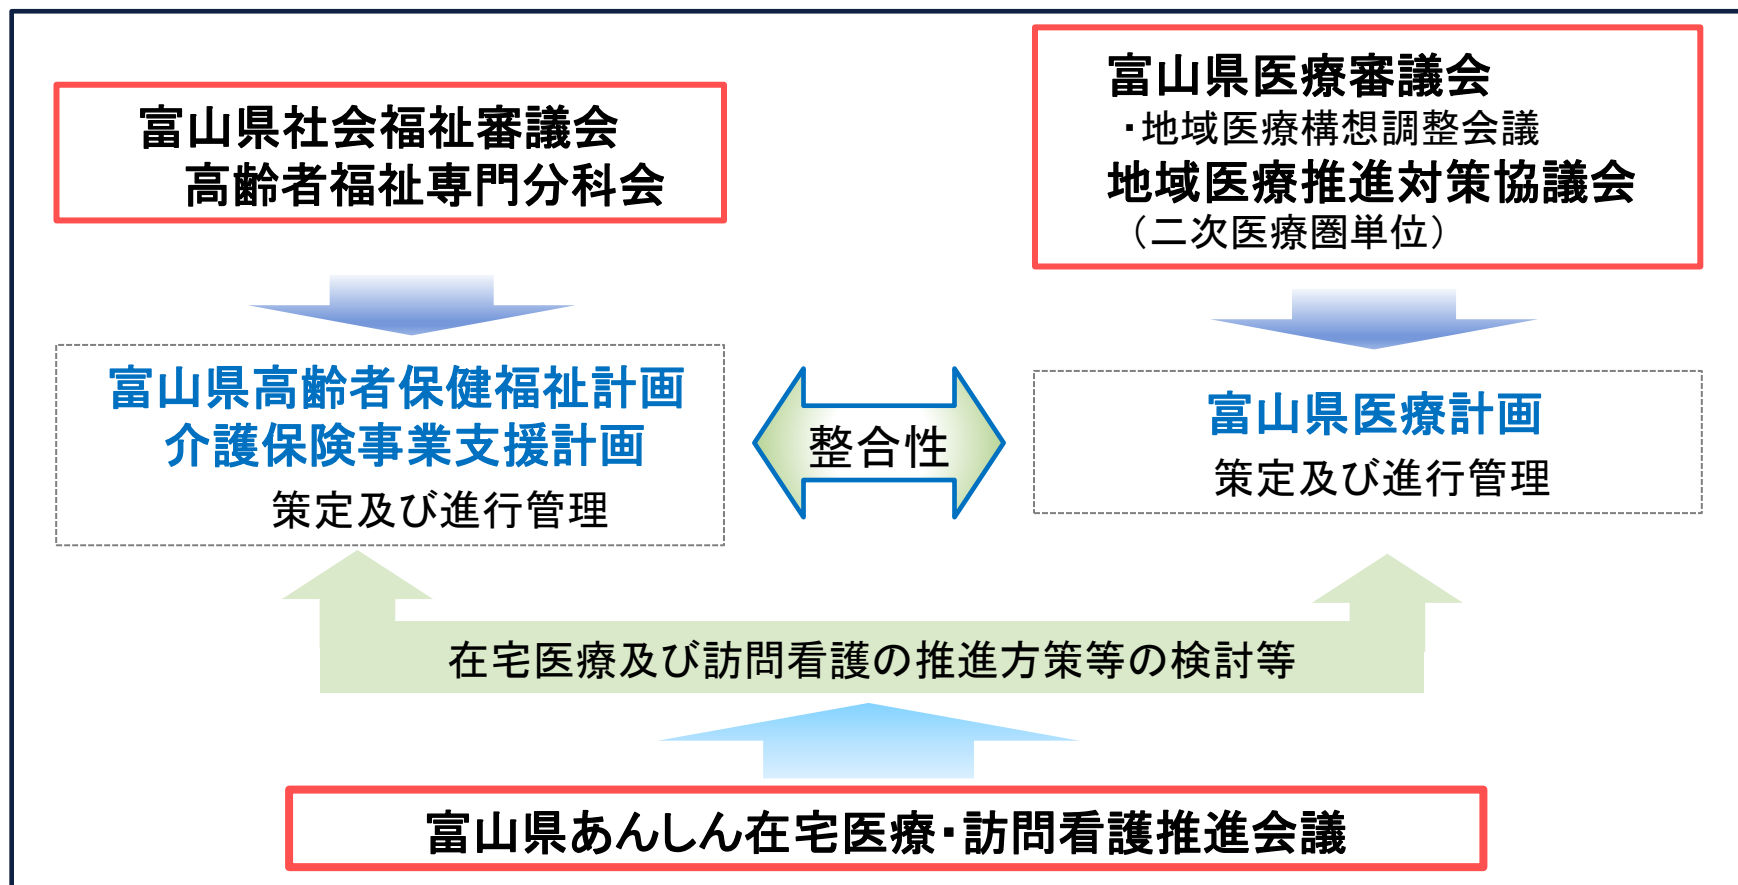 富山県社会福祉審議会
高齢者福祉専門分科会
富山県医療審議会
・地域医療構想調整会議
地域医療推進対策協議会
（二次医療圏単位）
富山県高齢者保健福祉計画
介護保険事業支援計画
策定及び進行管理
整合性
富山県医療計画
策定及び進行管理
在宅医療及び訪問看護の推進方策等の検討等
富山県あんしん在宅医療・訪問看護推進会議